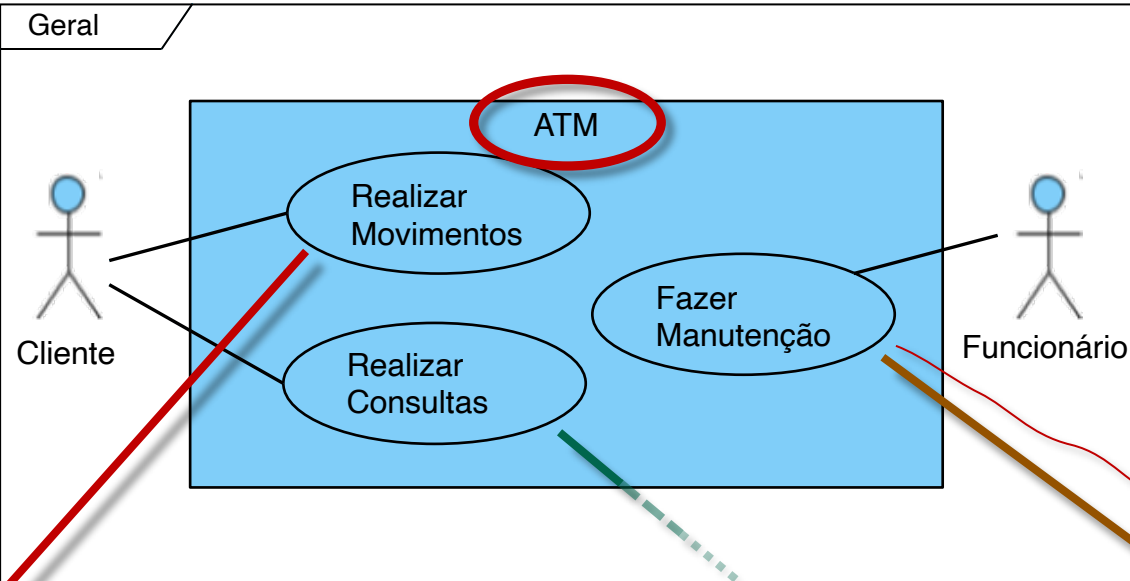 Geral
ATM
Realizar
Movimentos
Fazer
Manutenção
Cliente
Realizar
Consultas
Funcionário